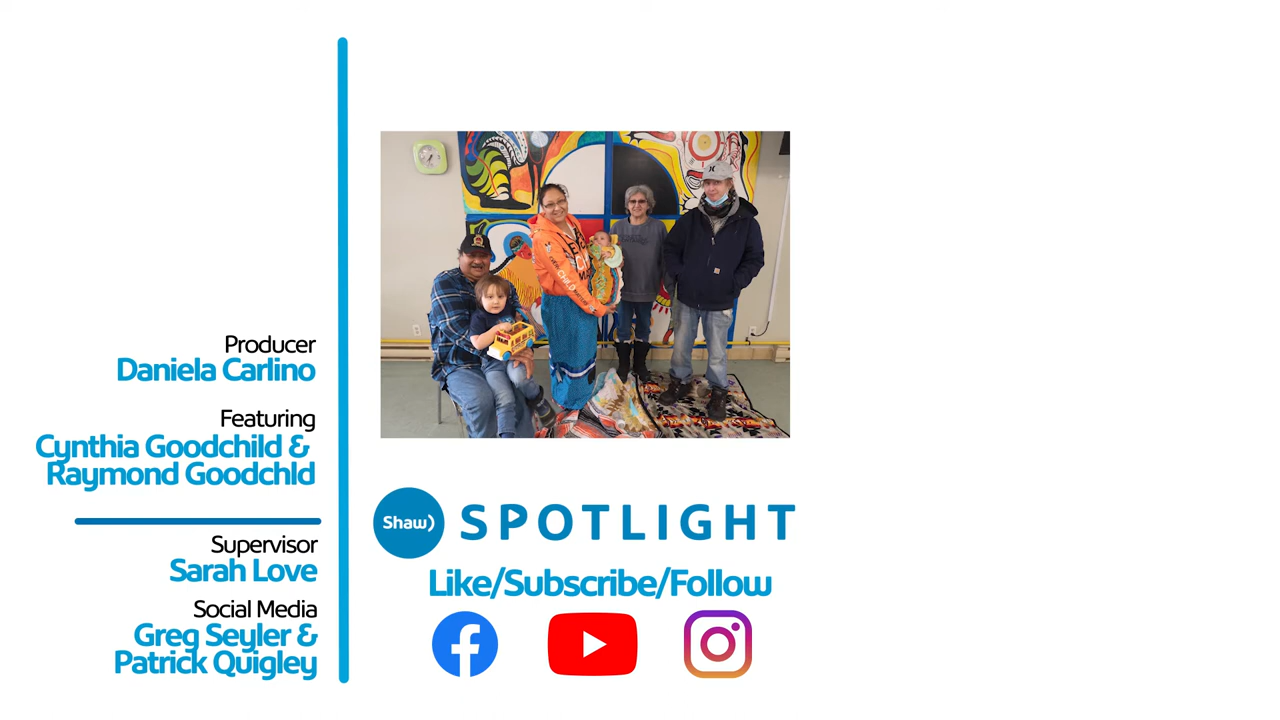 Producer
Daniela Carlino
Featuring
Cynthia Goodchild &
Raymond Goodchld
Supervisor
Sarah Love
Social Media
Greg Seyler &
Patrick Quigley
CHILD
Shaw)
SPOTLIGHT
Like/Subscribe/Follow